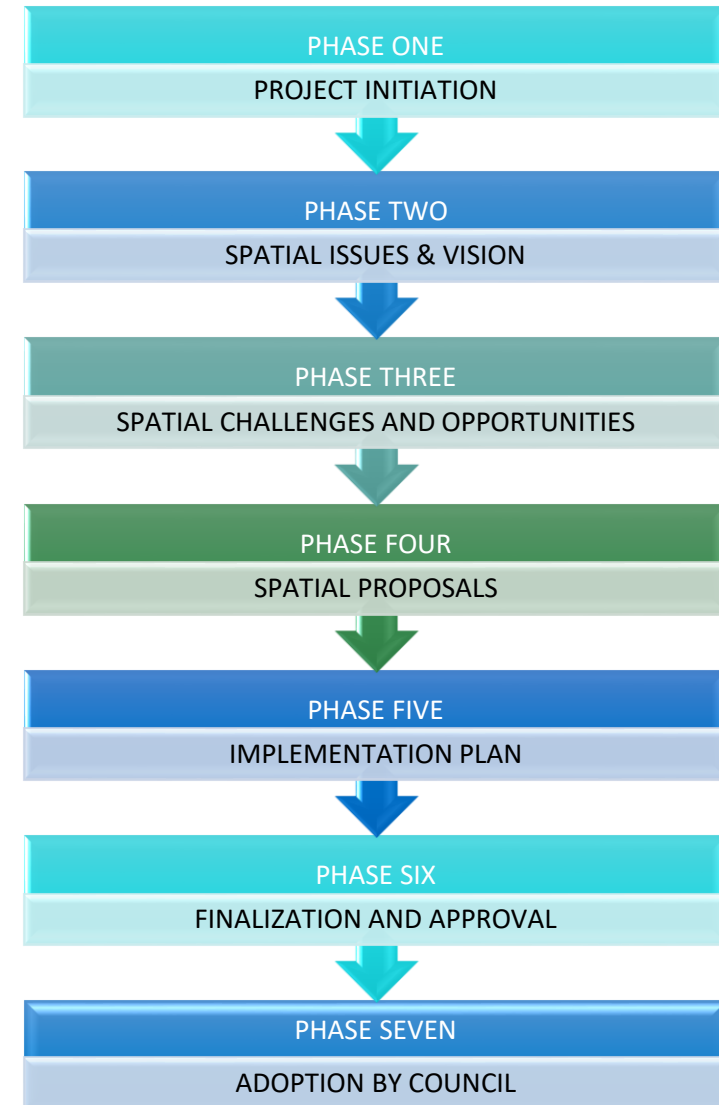 PHASE ONE
PROJECT INITIATION
PHASE TWO
SPATIAL ISSUES & VISION
PHASE THREE
SPATIAL CHALLENGES AND OPPORTUNITIES
PHASE FOUR
SPATIAL PROPOSALS
PHASE FIVE
IMPLEMENTATION PLAN
PHASE SIX
FINALIZATION AND APPROVAL
PHASE SEVEN
ADOPTION BY COUNCIL